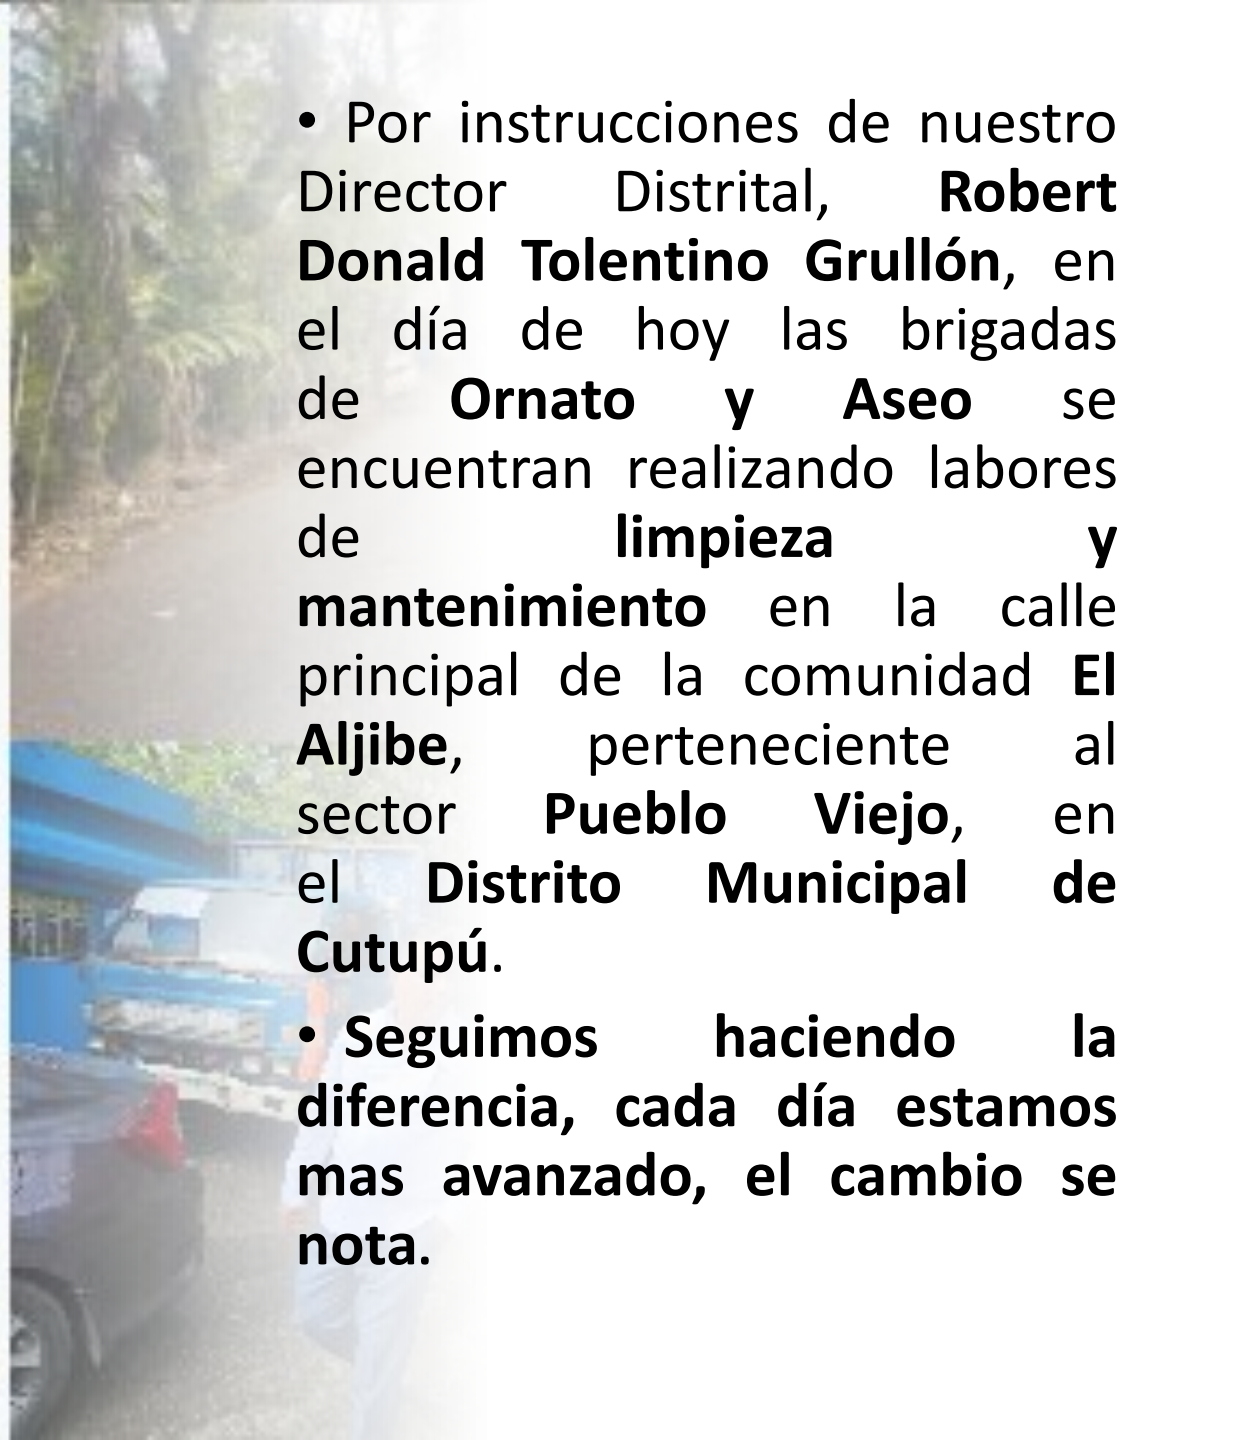 • Por instrucciones de nuestro
Director Distrital, Robert
Donald Tolentino Grullón, en
el día de hoy las brigadas
de Ornato y Aseo se
encuentran realizando labores
de limpieza y
mantenimiento en la calle
principal de la comunidad El
Aljibe, perteneciente al
sector Pueblo Viejo, en
el Distrito Municipal de
Cutupú.
• Seguimos haciendo la
diferencia, cada día estamos
mas avanzado, el cambio se
nota.